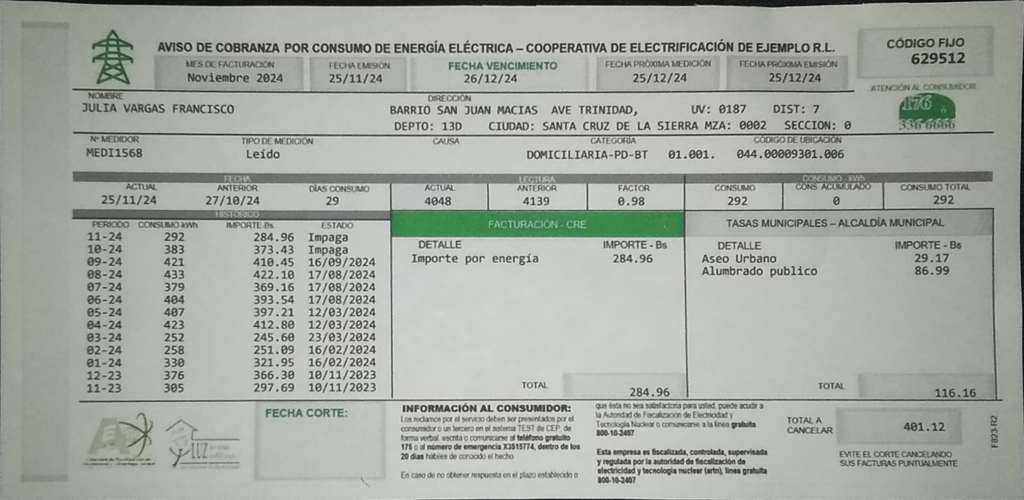 AVISO DE COBRANZA POR CONSUMO DE ENERGÍA ELÉCTRICA – COOPERATIVA DE ELECTRIFICACIÓN DE EJEMPLO R.L.
CÓDIGO FIJO
629512
MES DE FACTURACIÓN FECHA EMISIÓN FECHA VENCIMIENTO FECHA PRÓXIMA MEDICIÓN FECHA PRÓXIMA EMISIÓN
Noviembre 2024 25/11/24 26/12/24 25/12/24 25/12/24
ATENCIÓN AL CONSUMIDOR
176 ó
336 6666
NOMBRE DIRECCIÓN
JULIA VARGAS FRANCISCO BARRIO SAN JUAN MACIAS AVE TRINIDAD, UV: 0187 DIST: 7
DEPTO: 13D CIUDAD: SANTA CRUZ DE LA SIERRA MZA: 0002 SECCION: 0
Nº MEDIDOR TIPO DE MEDICIÓN CAUSA CATEGORÍA CÓDIGO DE UBICACIÓN
MEDI1568 Leído DOMICILIARIA-PD-BT 01.001. 044.00009301.006
FECHA LECTURA CONSUMO - kWh
ACTUAL ANTERIOR DÍAS CONSUMO ACTUAL ANTERIOR FACTOR CONSUMO CONS. ACUMULADO CONSUMO TOTAL
25/11/24 27/10/24 29 4048 4139 0.98 292 0 292
HISTÓRICO
PERIODO CONSUMO kWh IMPORTE-Bs ESTADO
11-24 292 284.96 Impaga
10-24 383 373.43 Impaga
09-24 421 410.45 16/09/2024
08-24 433 422.10 17/08/2024
07-24 379 369.16 17/08/2024
06-24 404 393.54 17/08/2024
05-24 407 397.21 12/03/2024
04-24 423 412.80 12/03/2024
03-24 252 245.60 23/03/2024
02-24 258 251.09 16/02/2024
01-24 330 321.95 16/02/2024
12-23 376 366.30 10/11/2023
11-23 305 297.69 10/11/2023
FACTURACIÓN - CRE
DETALLE IMPORTE - Bs
Importe por energía 284.96
TOTAL 284.96
TASAS MUNICIPALES – ALCALDÍA MUNICIPAL
DETALLE IMPORTE - Bs
Aseo Urbano 29.17
Alumbrado publico 86.99
TOTAL 116.16
LUZ
FECHA CORTE:
INFORMACIÓN AL CONSUMIDOR:
Los reclamos por el servicio deben ser presentados por el
consumidor o un tercero en el sistema TEST de CEP, de
forma verbal, escrita o comunicarse al teléfono gratuito
175 o al número de emergencia X3515774, dentro de los
20 días hábiles de conocido el hecho.
En caso de no obtener respuesta en el plazo establecido o
que ésta no sea satisfactoria para usted, puede acudir a
la Autoridad de Fiscalización de Electricidad y
Tecnología Nuclear o comunicarse a la línea gratuita
800-10-2407
Esta empresa es fiscalizada, controlada, supervisada
y regulada por la autoridad de fiscalización de
electricidad y tecnología nuclear (artn), línea gratuita
800-10-2407
TOTAL A
CANCELAR 401.12
EVITE EL CORTE CANCELANDO
SUS FACTURAS PUNTUALMENTE
F-B23-R2